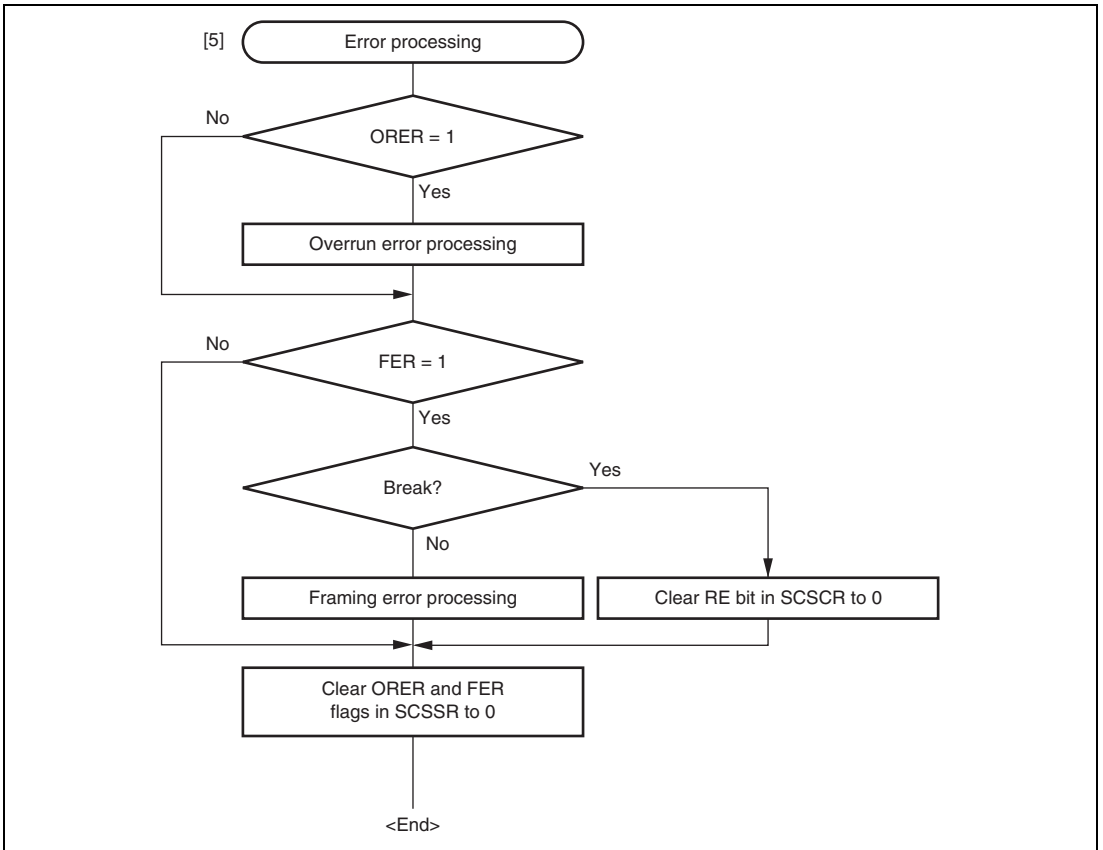 [5]
Error processing
No
ORER = 1
Yes
Overrun error processing
No
FER = 1
Yes
Break?
Yes
No
Framing error processing
Clear RE bit in SCSCR to 0
Clear ORER and FER
flags in SCSSR to 0
<End>